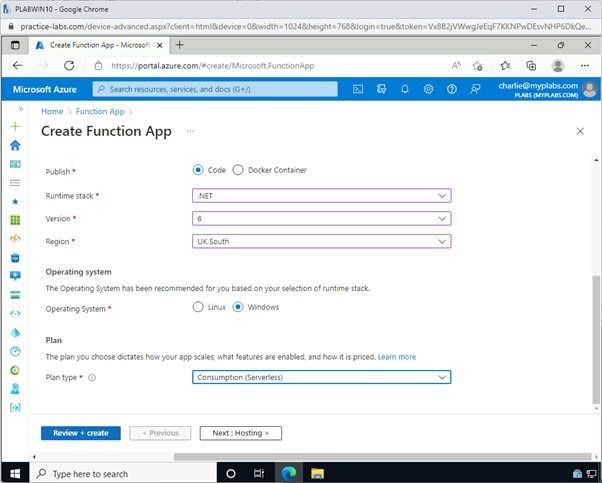 PLABWIN10 - Google Chrome
practice-labs.com/device-advanced.aspx?client=html&device=0&width=1024&height=768&login=true&token=Vx8B2jVWwgJeEqF7KKNPwDEsvNHP6DkQe...
Create Function App - Microsoft
https://portal.azure.com/#create/Microsoft.FunctionApp
Microsoft Azure
Search resources, services, and docs (G+/)
charlie@myplabs.com
PLABS (MYPLABS.COM)
Home > Function App >
Create Function App ...
Publish *
Code
Docker Container
Runtime stack *
.NET
Version *
6
Region *
UK South
Operating system
The Operating System has been recommended for you based on your selection of runtime stack.
Operating System *
Linux
Windows
Plan
The plan you choose dictates how your app scales, what features are enabled, and how it is priced. Learn more
Plan type *
Consumption (Serverless)
Review + create
< Previous
Next : Hosting >
Type here to search